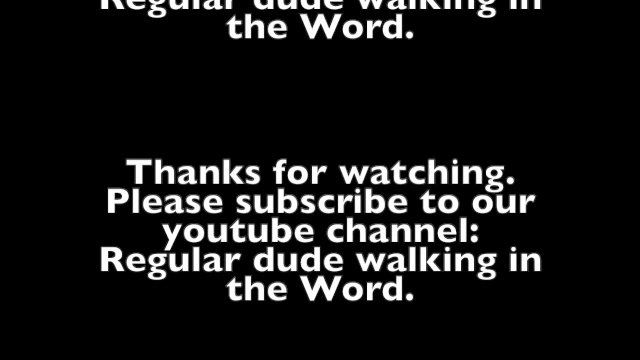 Regular dude walking in
the Word.
Thanks for watching.
Please subscribe to our
youtube channel:
Regular dude walking in
the Word.